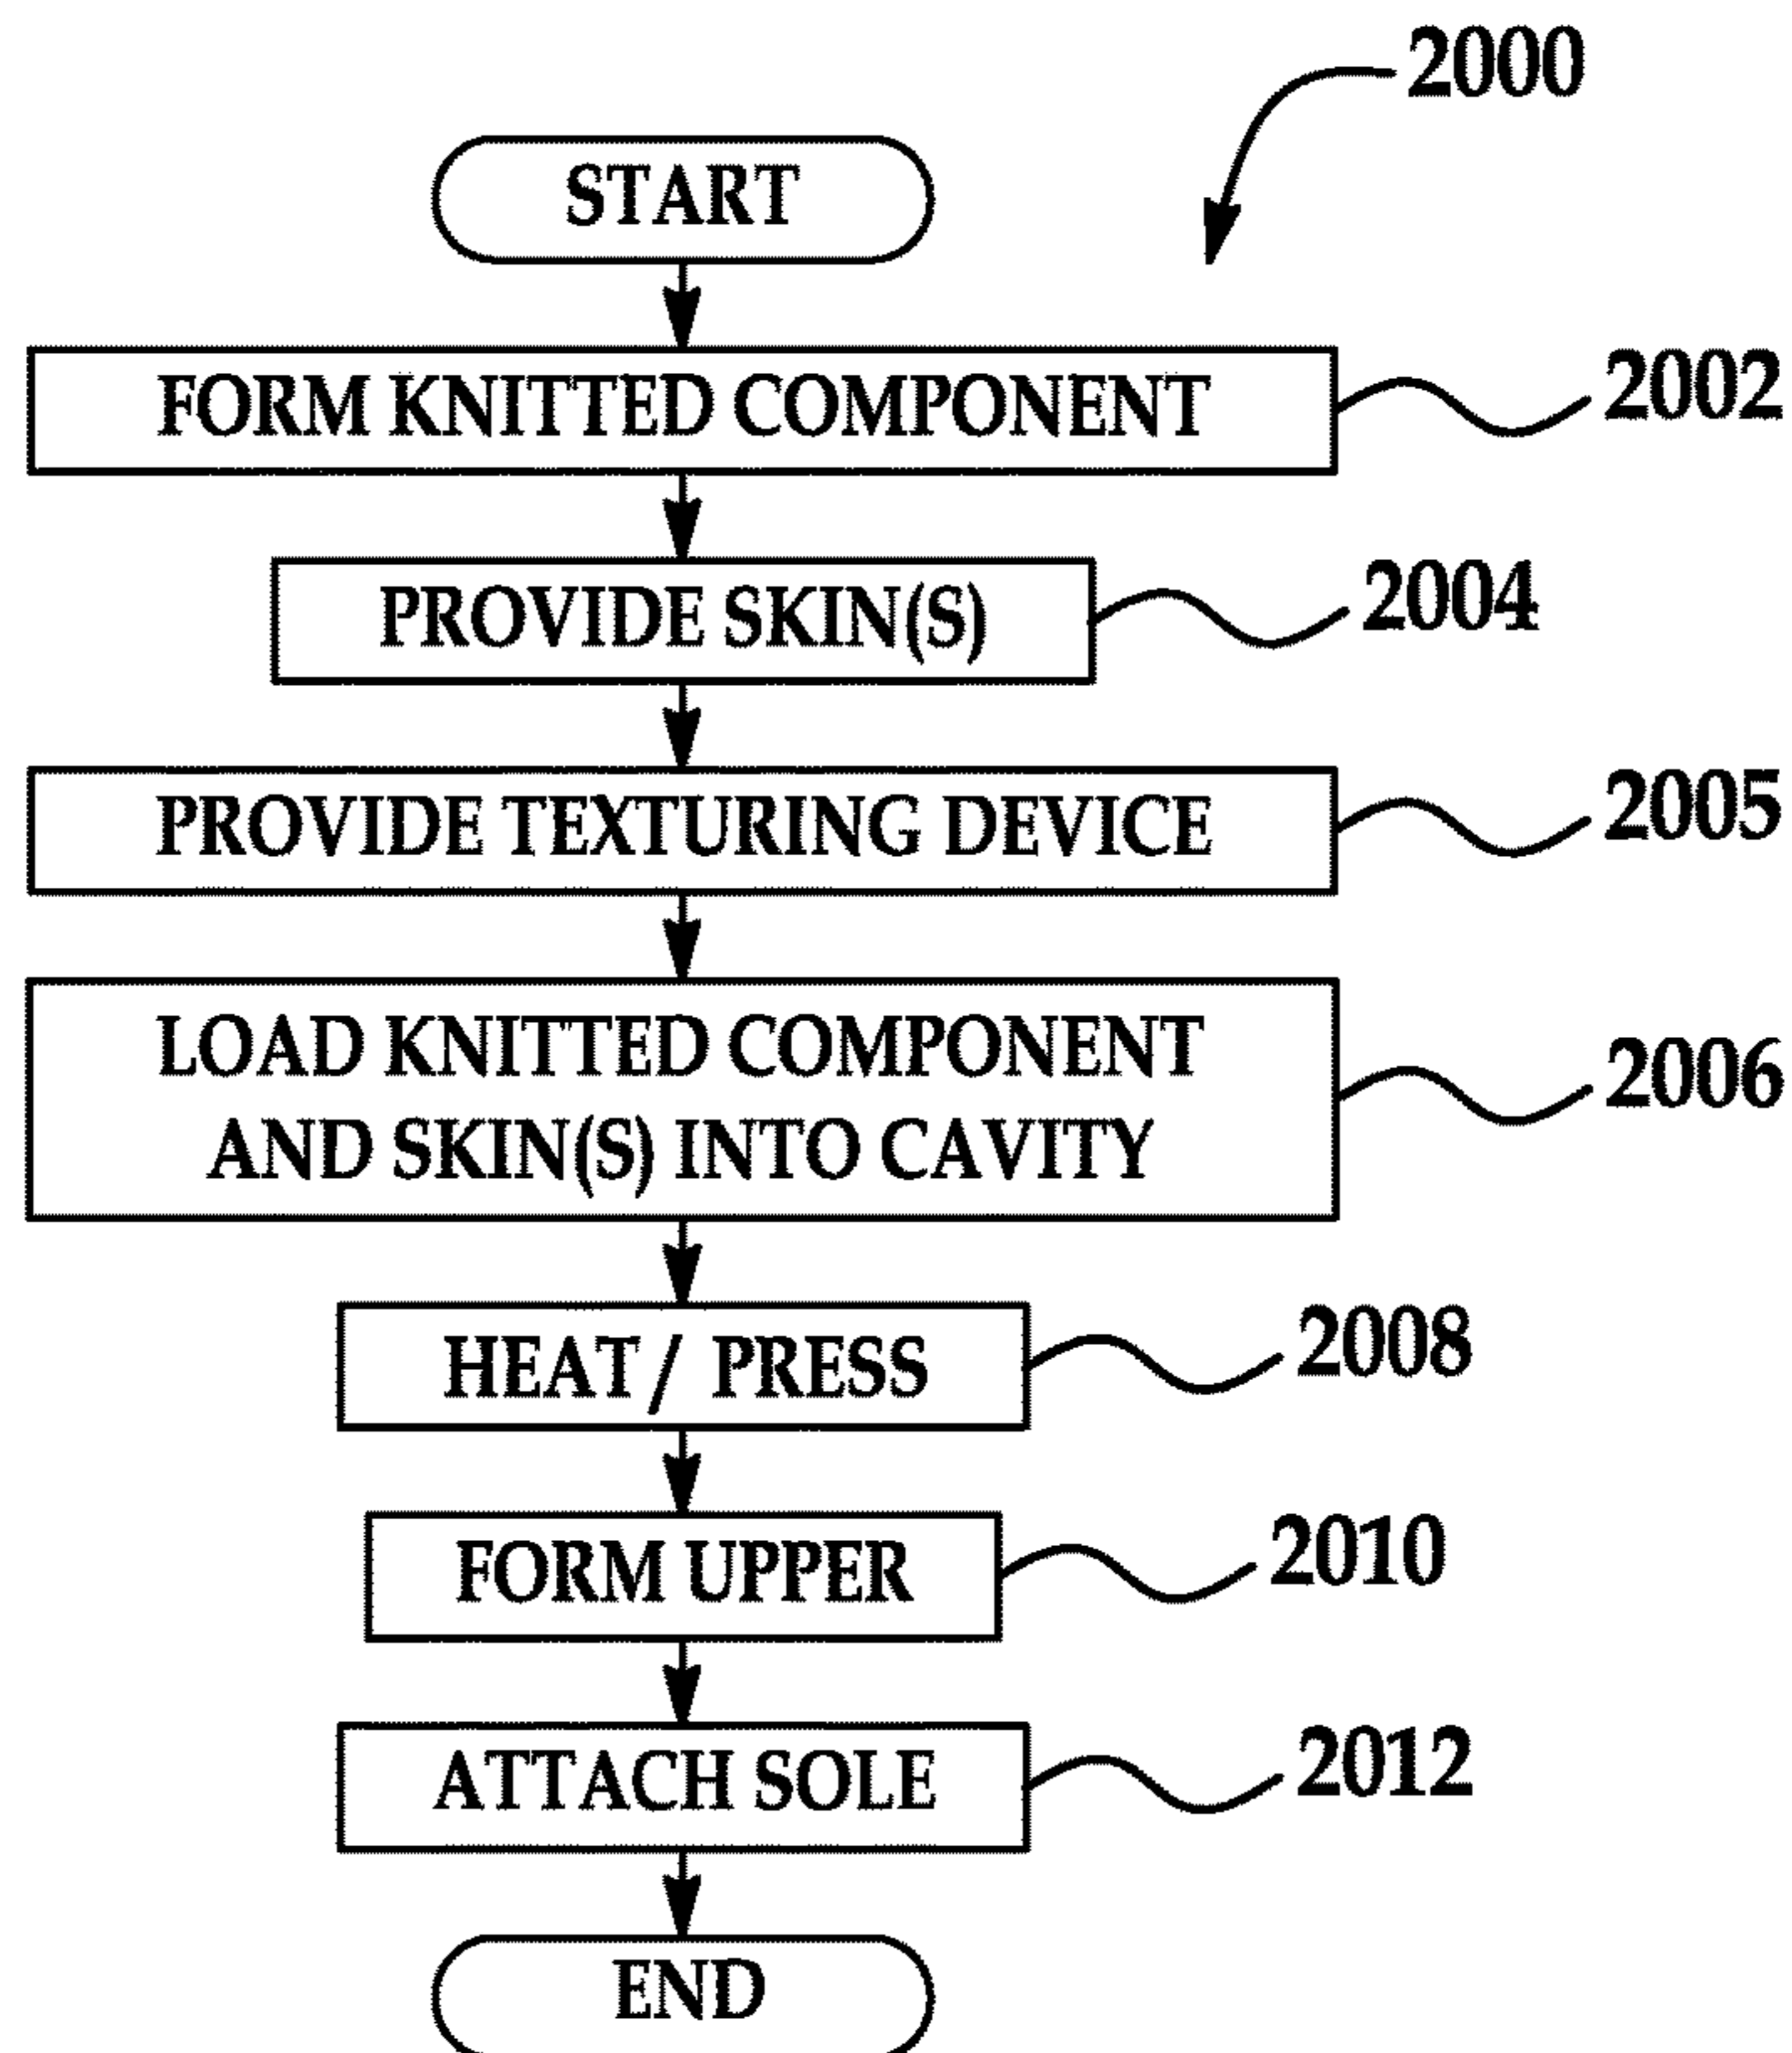 2000
START
FORM KNITTED COMPONENT
2002
PROVIDE SKIN(S)
2004
PROVIDE TEXTURING DEVICE
2005
LOAD KNITTED COMPONENT
AND SKIN(S) INTO CAVITY
2006
HEAT/ PRESS
2008
FORM UPPER
2010
ATTACH SOLE
2012
END